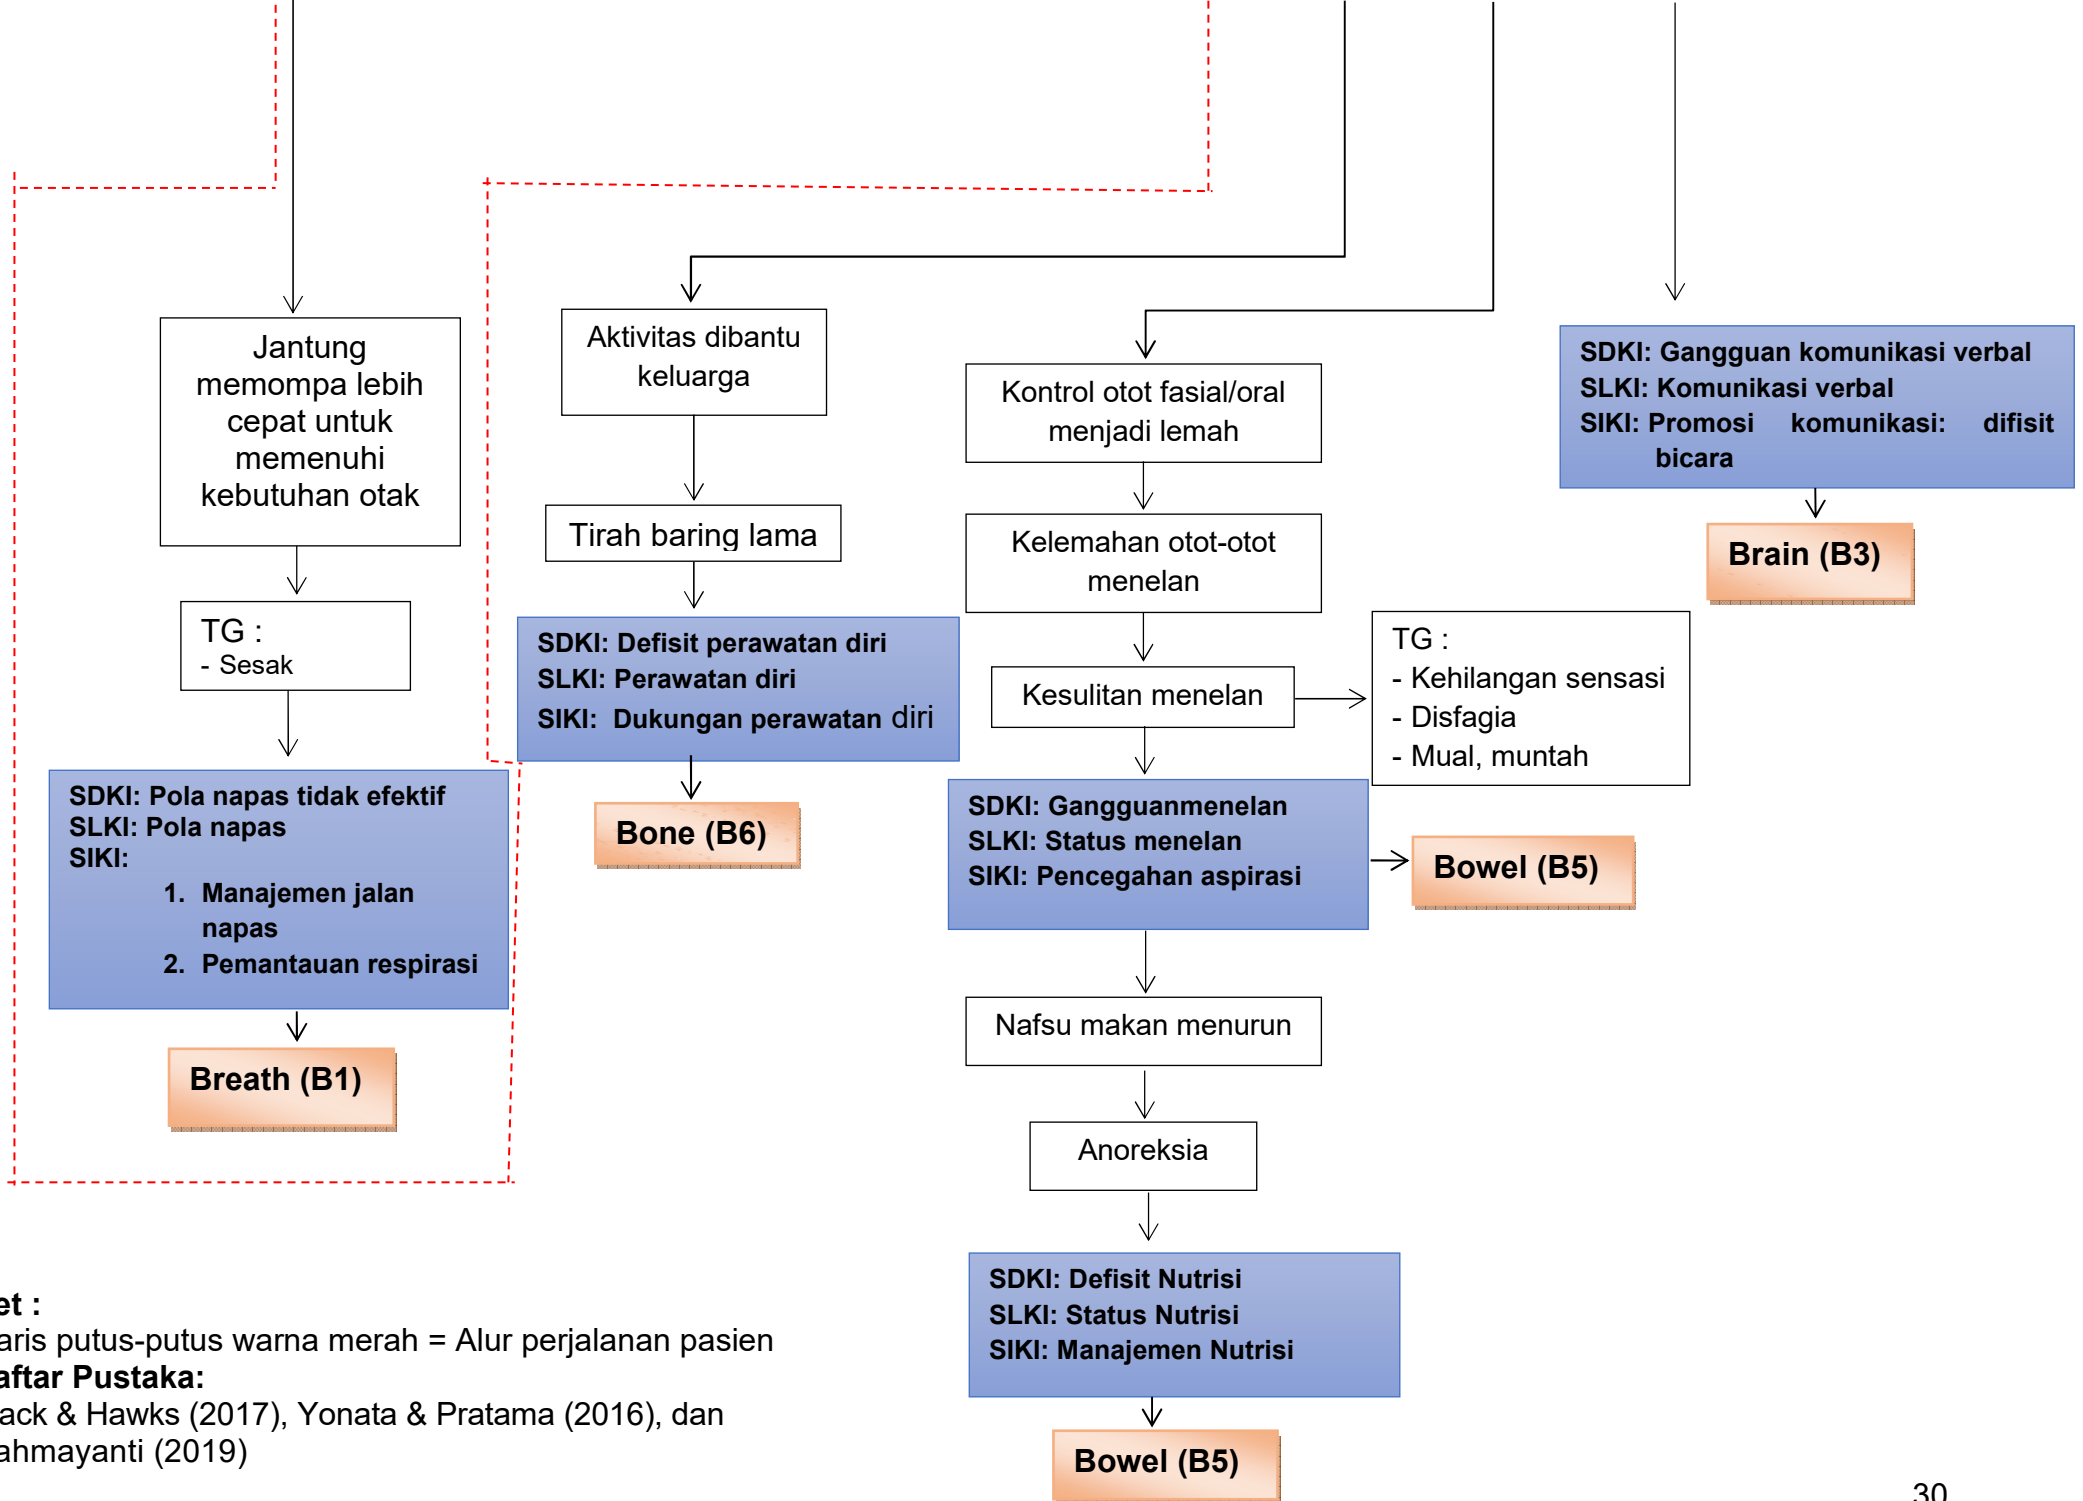 Jantung
memompa lebih
cepat untuk
memenuhi
kebutuhan otak
TG :
- Sesak
SDKI: Pola napas tidak efektif
SLKI: Pola napas
SIKI:
1. Manajemen jalan
napas
2. Pemantauan respirasi
Breath (B1)
Aktivitas dibantu
keluarga
Tirah baring lama
SDKI: Defisit perawatan diri
SLKI: Perawatan diri
SIKI: Dukungan perawatan diri
Bone (B6)
Kontrol otot fasial/oral
menjadi lemah
Kelemahan otot-otot
menelan
Kesulitan menelan
TG :
- Kehilangan sensasi
- Disfagia
- Mual, muntah
SDKI: Gangguanmenelan
SLKI: Status menelan
SIKI: Pencegahan aspirasi
Bowel (B5)
Nafsu makan menurun
Anoreksia
SDKI: Defisit Nutrisi
SLKI: Status Nutrisi
SIKI: Manajemen Nutrisi
Bowel (B5)
SDKI: Gangguan komunikasi verbal
SLKI: Komunikasi verbal
SIKI: Promosi komunikasi: difisit
bicara
Brain (B3)
et :
aris putus-putus warna merah = Alur perjalanan pasien
aftar Pustaka:
ack & Hawks (2017), Yonata & Pratama (2016), dan
ahmayanti (2019)
30